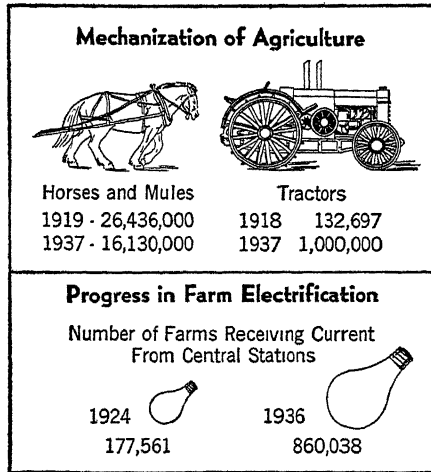 Mechanization of Agriculture
Horses and Mules
1919 - 26,436,000
1937 - 16,130,000
Tractors
1918 132,697
1937 1,000,000
Progress in Farm Electrification
Number of Farms Receiving Current
From Central Stations
1924
177,561
1936
860,038